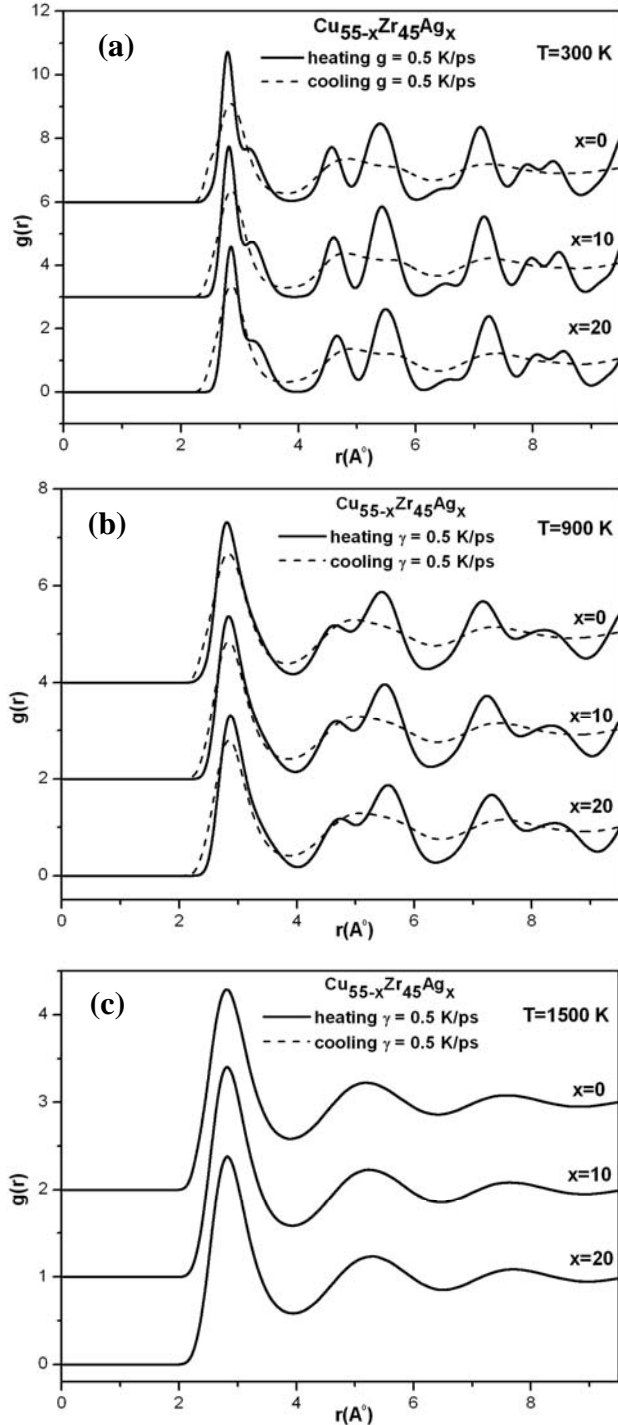 (a)
Cu55-xZr45Agx
heating g = 0.5 K/ps
cooling g = 0.5 K/ps
T=300 K
12
10
8
6
4
2
0
g(r)
x=0
x=10
x=20
0 2 4 6 8
r(A°)
(b)
Cu55-xZr45Agx
heating γ = 0.5 K/ps
cooling γ = 0.5 K/ps
T=900 K
8
6
4
2
0
g(r)
x=0
x=10
x=20
0 2 4 6 8
r(A°)
(c)
Cu55-xZr45Agx
heating γ = 0.5 K/ps
cooling γ = 0.5 K/ps
T=1500 K
4
3
2
1
0
g(r)
x=0
x=10
x=20
0 2 4 6 8
r(A°)